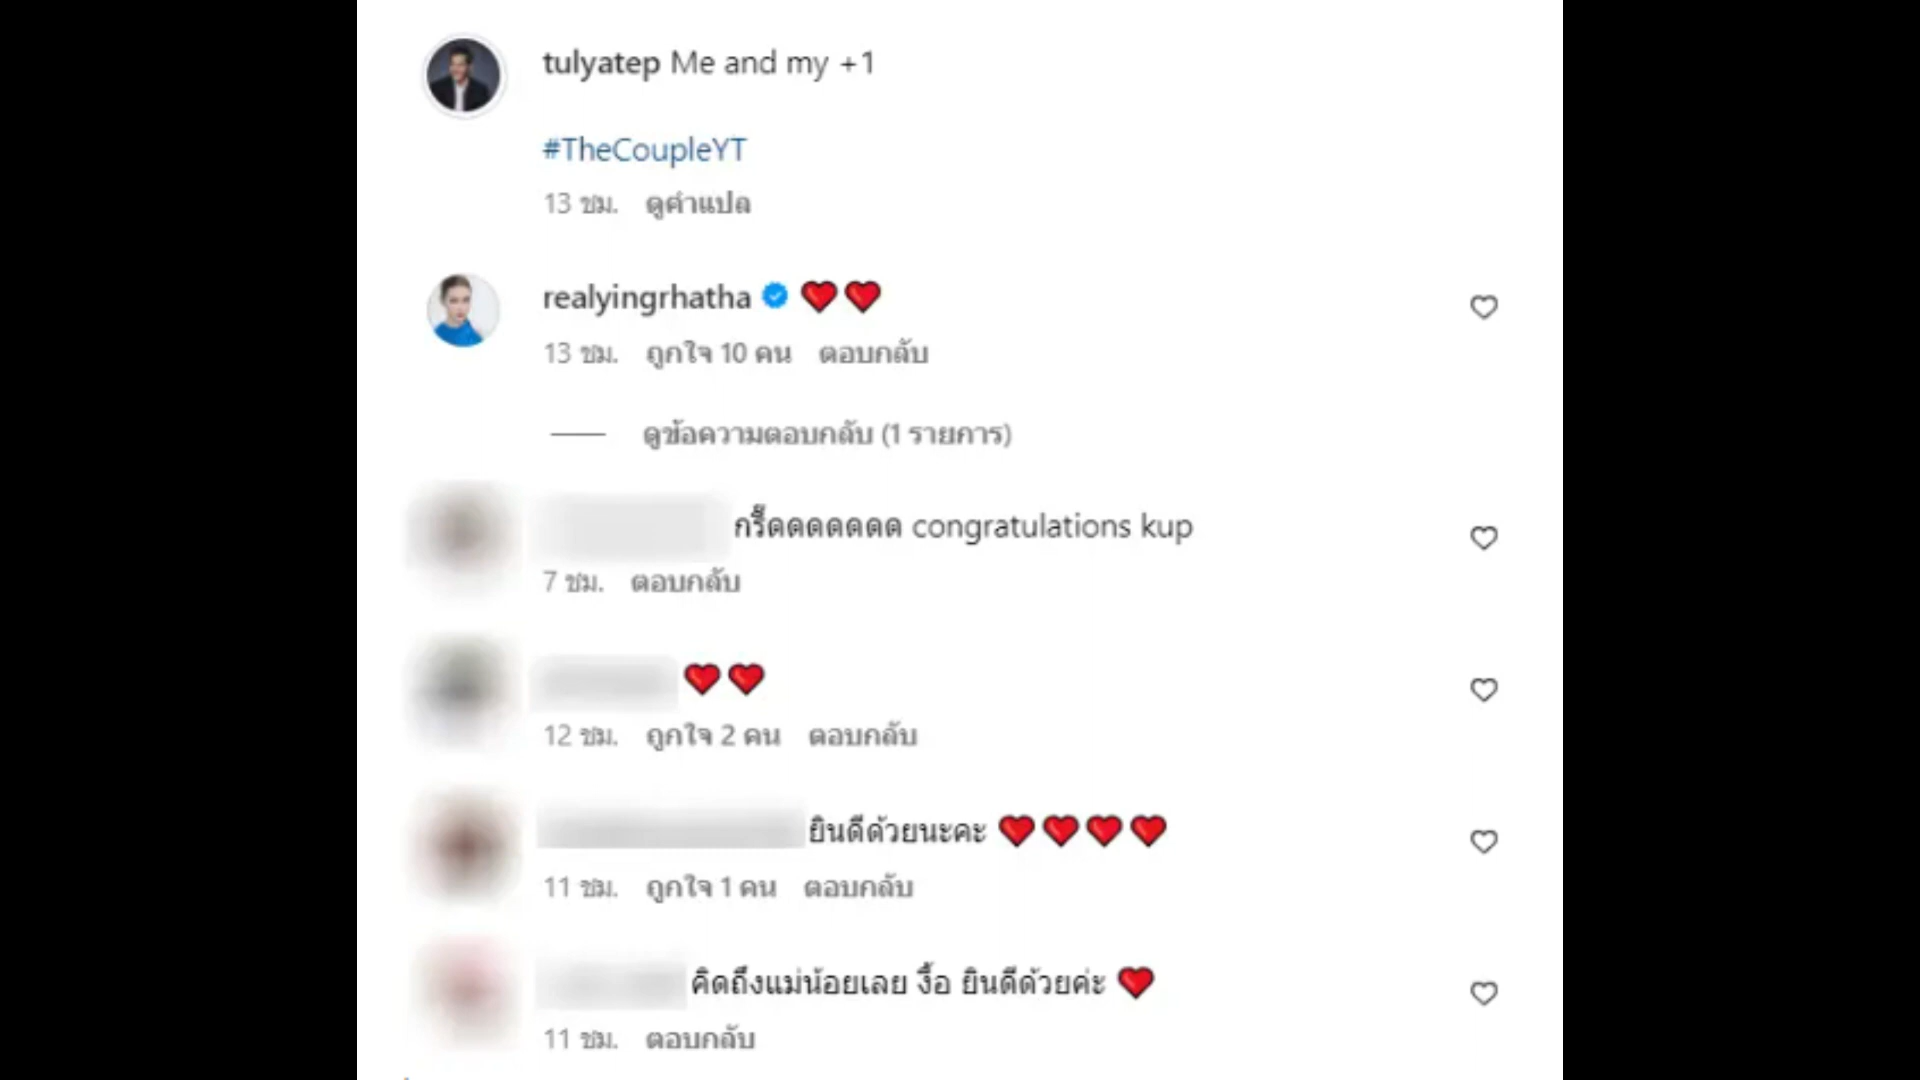 tulyatep Me and my +1
#TheCoupleYT
13 ชม. ดูคำแปล
realyingrhatha ❤️❤️
13 ชม. ถูกใจ 10 คน ตอบกลับ
ดูข้อความตอบกลับ (1 รายการ)
กรี๊ดดดดดดด congratulations kup
7 ชม. ตอบกลับ
❤️❤️
12 ชม. ถูกใจ 2 คน ตอบกลับ
ยินดีด้วยนะคะ ❤️❤️❤️❤️
11 ชม. ถูกใจ 1 คน ตอบกลับ
คิดถึงแม่น้อยเลย งื้อ ยินดีด้วยค่ะ ❤️
11 ชม. ตอบกลับ